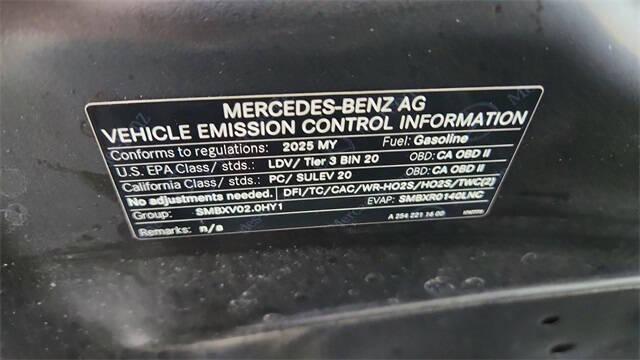 MERCEDES-BENZ AG
VEHICLE EMISSION CONTROL INFORMATION
Conforms to regulations: 2025 MY Fuel: Gasoline
U.S. EPA Class/ stds.: LDV/ Tier 3 BIN 20 OBD: CA OBD II
California Class/ stds.: PC/ SULEV 20 OBD: CA OBD II
No adjustments needed. DFI/TC/CAC/WR-HO2S/HO2S/TWC(2)
Group: SMBXV02.0HY1 EVAP: SMBXR0140LNC
Remarks: n/a A 254 221 16 00